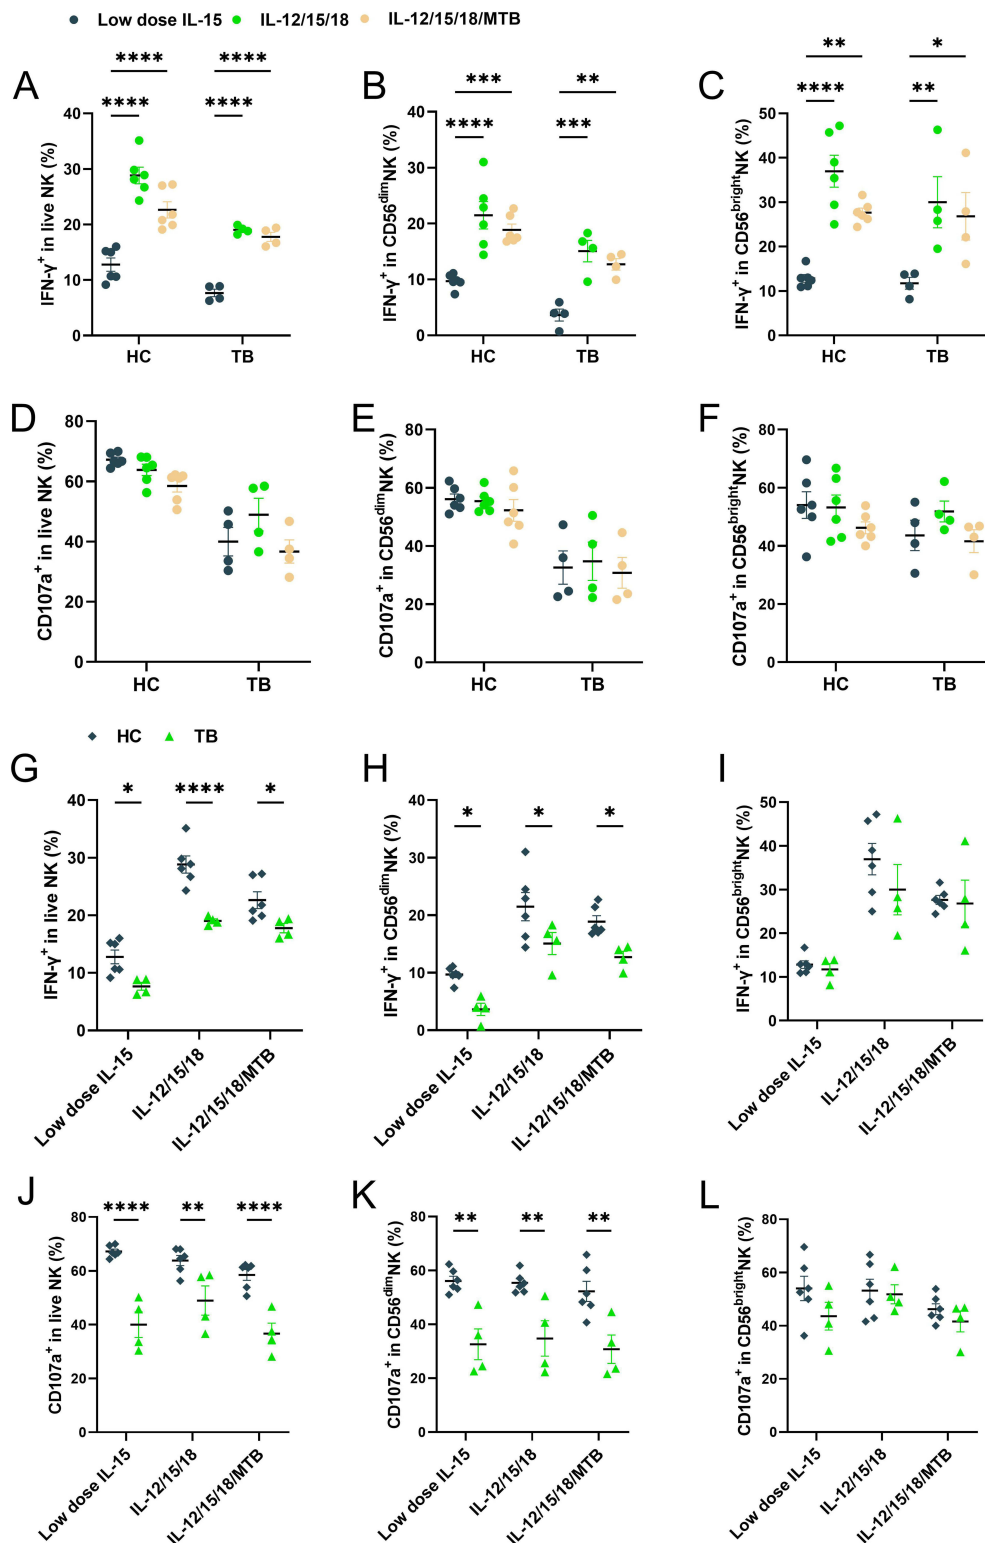 Low dose IL-15 IL-12/15/18 IL-12/15/18/MTB
A
**** ****
**** ****
IFN-γ⁺ in live NK (%)
40
30
20
10
0
HC TB
B
*** **
**** ***
IFN-γ⁺ in CD56ᵈⁱᵐNK (%)
40
30
20
10
0
HC TB
C
** *
**** **
IFN-γ⁺ in CD56ᵇʳⁱᵍʰᵗNK (%)
50
40
30
20
10
0
HC TB
D
CD107a⁺ in live NK (%)
80
60
40
20
0
HC TB
E
CD107a⁺ in CD56ᵈⁱᵐNK (%)
80
60
40
20
0
HC TB
F
CD107a⁺ in CD56ᵇʳⁱᵍʰᵗNK (%)
80
60
40
20
0
HC TB
HC TB
G
* **** *
IFN-γ⁺ in live NK (%)
40
30
20
10
0
Low dose IL-15
IL-12/15/18
IL-12/15/18/MTB
H
* * *
IFN-γ⁺ in CD56ᵈⁱᵐNK (%)
40
30
20
10
0
Low dose IL-15
IL-12/15/18
IL-12/15/18/MTB
I
IFN-γ⁺ in CD56ᵇʳⁱᵍʰᵗNK (%)
50
40
30
20
10
0
Low dose IL-15
IL-12/15/18
IL-12/15/18/MTB
J
**** ** ****
CD107a⁺ in live NK (%)
80
60
40
20
0
Low dose IL-15
IL-12/15/18
IL-12/15/18/MTB
K
** ** **
CD107a⁺ in CD56ᵈⁱᵐNK (%)
80
60
40
20
0
Low dose IL-15
IL-12/15/18
IL-12/15/18/MTB
L
CD107a⁺ in CD56ᵇʳⁱᵍʰᵗNK (%)
80
60
40
20
0
Low dose IL-15
IL-12/15/18
IL-12/15/18/MTB